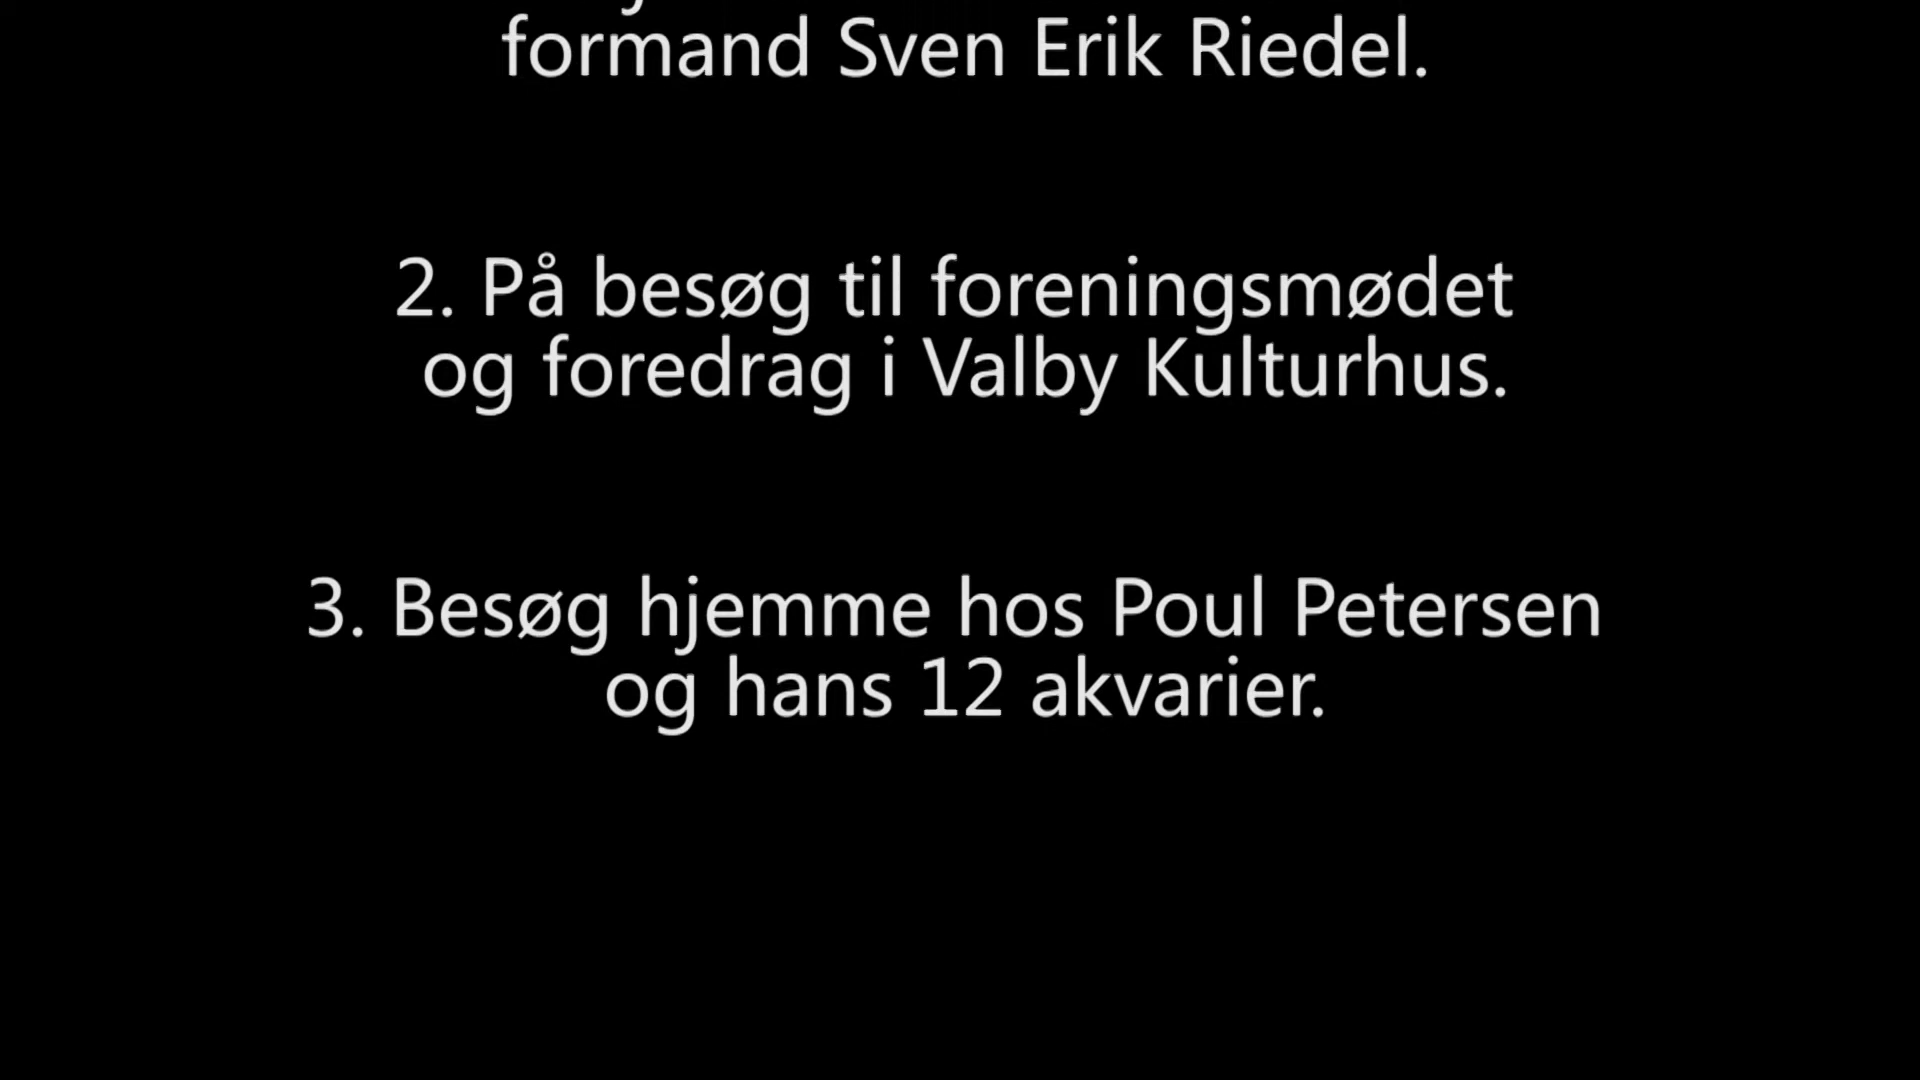 formand Sven Erik Riedel.
2. På besøg til foreningsmødet
og foredrag i Valby Kulturhus.
3. Besøg hjemme hos Poul Petersen
og hans 12 akvarier.